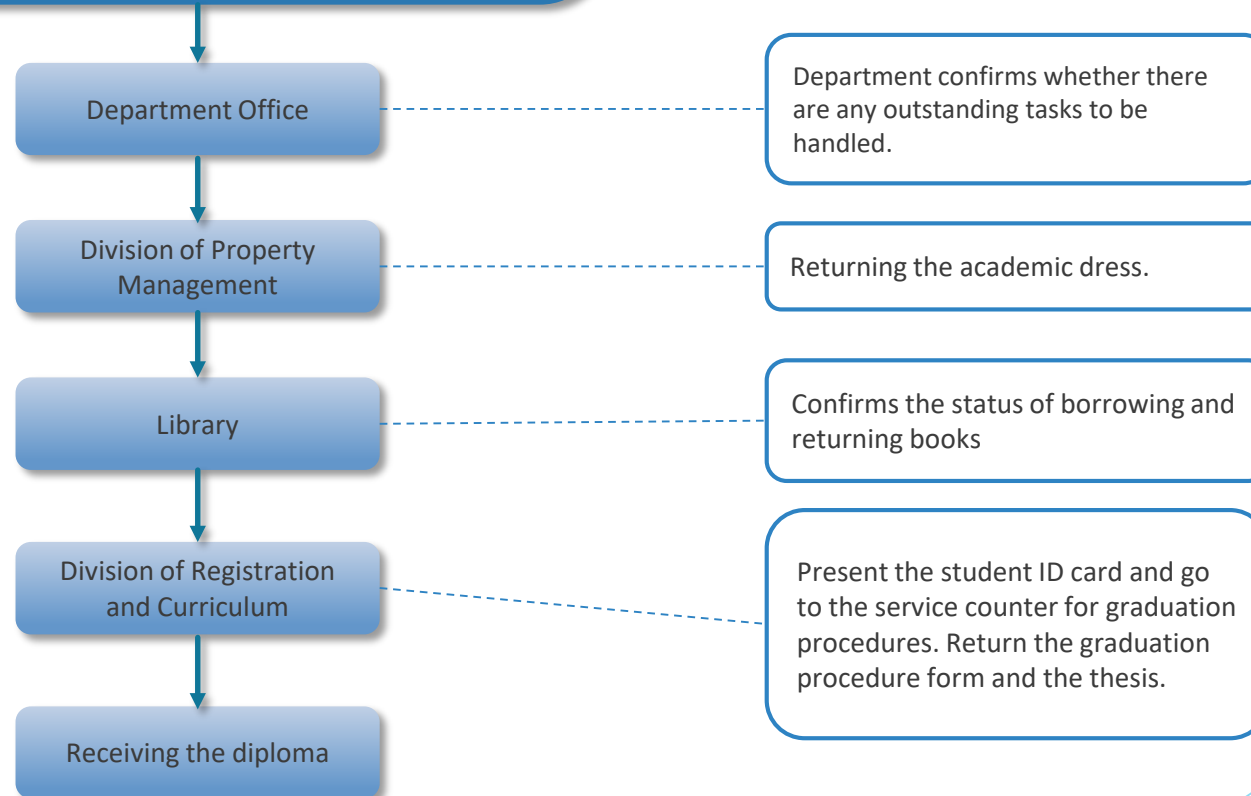 Department Office
Department confirms whether there
are any outstanding tasks to be
handled.
Division of Property
Management
Returning the academic dress.
Library
Confirms the status of borrowing and
returning books
Division of Registration
and Curriculum
Present the student ID card and go
to the service counter for graduation
procedures. Return the graduation
procedure form and the thesis.
Receiving the diploma